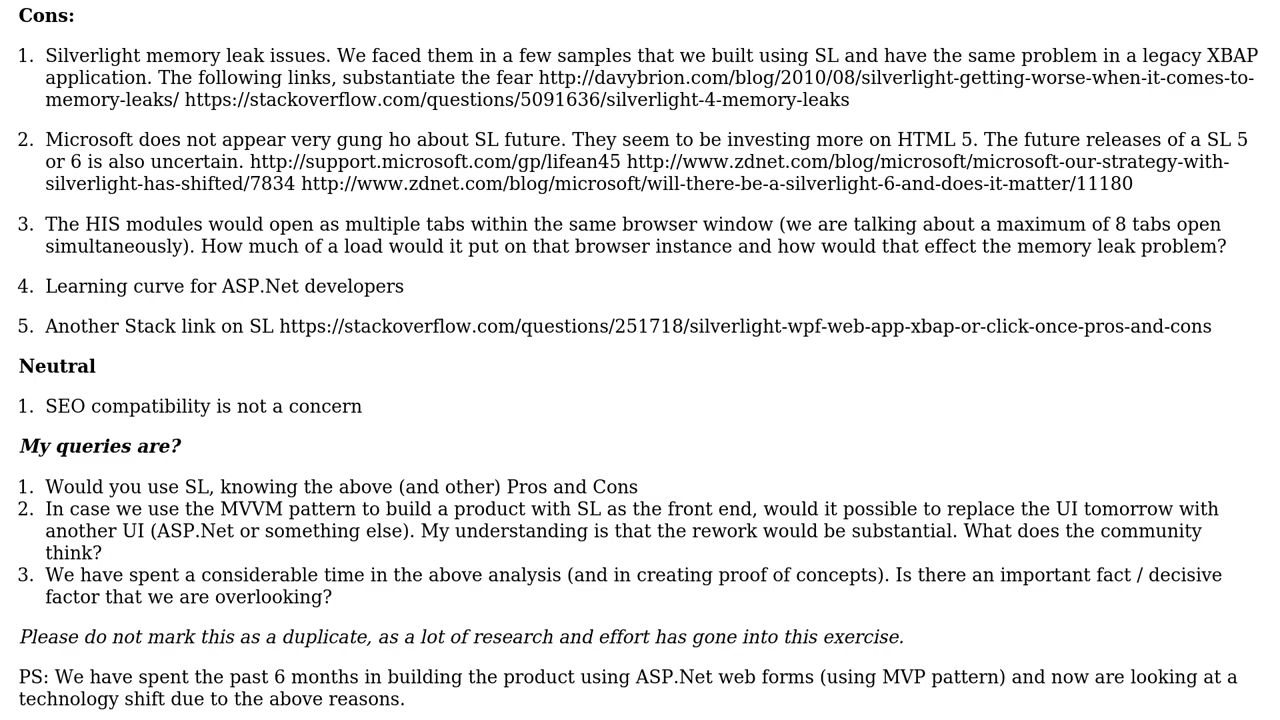 Cons:
1. Silverlight memory leak issues. We faced them in a few samples that we built using SL and have the same problem in a legacy XBAP
application. The following links, substantiate the fear http://davybrion.com/blog/2010/08/silverlight-getting-worse-when-it-comes-to-
memory-leaks/ https://stackoverflow.com/questions/5091636/silverlight-4-memory-leaks
2. Microsoft does not appear very gung ho about SL future. They seem to be investing more on HTML 5. The future releases of a SL 5
or 6 is also uncertain. http://support.microsoft.com/gp/lifean45 http://www.zdnet.com/blog/microsoft/microsoft-our-strategy-with-
silverlight-has-shifted/7834 http://www.zdnet.com/blog/microsoft/will-there-be-a-silverlight-6-and-does-it-matter/11180
3. The HIS modules would open as multiple tabs within the same browser window (we are talking about a maximum of 8 tabs open
simultaneously). How much of a load would it put on that browser instance and how would that effect the memory leak problem?
4. Learning curve for ASP.Net developers
5. Another Stack link on SL https://stackoverflow.com/questions/251718/silverlight-wpf-web-app-xbap-or-click-once-pros-and-cons
Neutral
1. SEO compatibility is not a concern
My queries are?
1. Would you use SL, knowing the above (and other) Pros and Cons
2. In case we use the MVVM pattern to build a product with SL as the front end, would it possible to replace the UI tomorrow with
another UI (ASP.Net or something else). My understanding is that the rework would be substantial. What does the community
think?
3. We have spent a considerable time in the above analysis (and in creating proof of concepts). Is there an important fact / decisive
factor that we are overlooking?
Please do not mark this as a duplicate, as a lot of research and effort has gone into this exercise.
PS: We have spent the past 6 months in building the product using ASP.Net web forms (using MVP pattern) and now are looking at a
technology shift due to the above reasons.